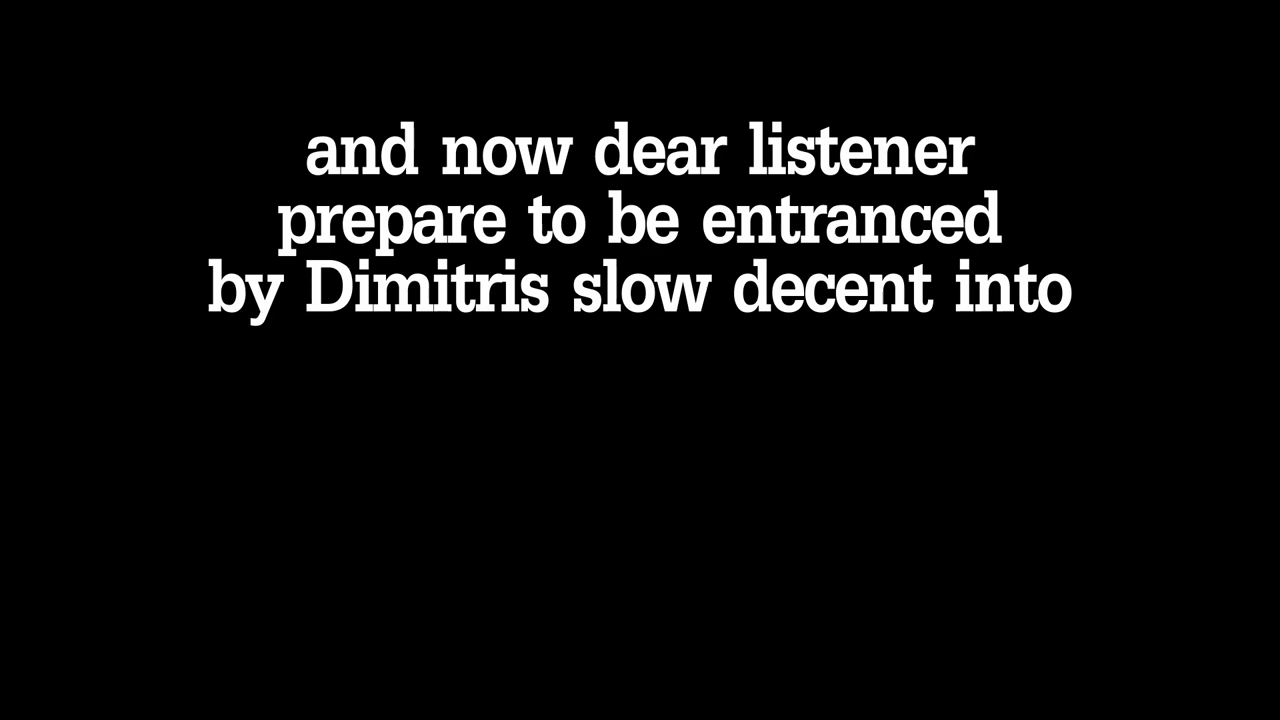 and now dear listener
prepare to be entranced
by Dimitris slow decent into